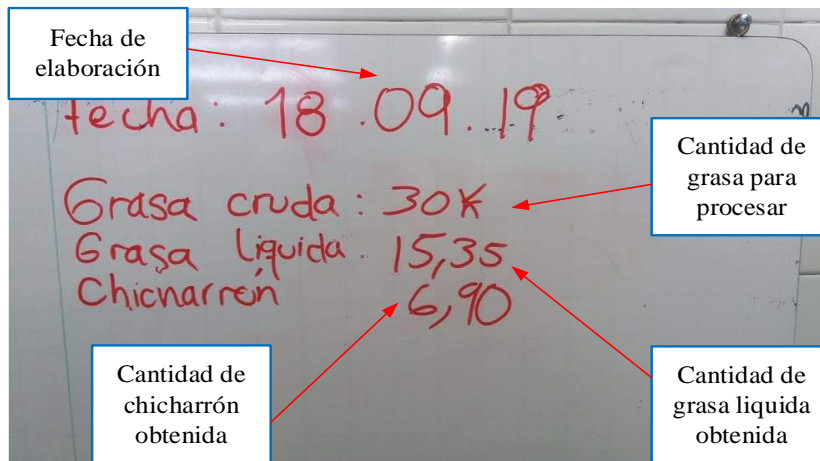 Fecha de
elaboración
fecha: 18.09.19
Cantidad de
grasa para
procesar
Grasa cruda: 30K
Grasa liquida: 15,35
Chicharrón 6,90
Cantidad de
chicharrón
obtenida
Cantidad de
grasa liquida
obtenida